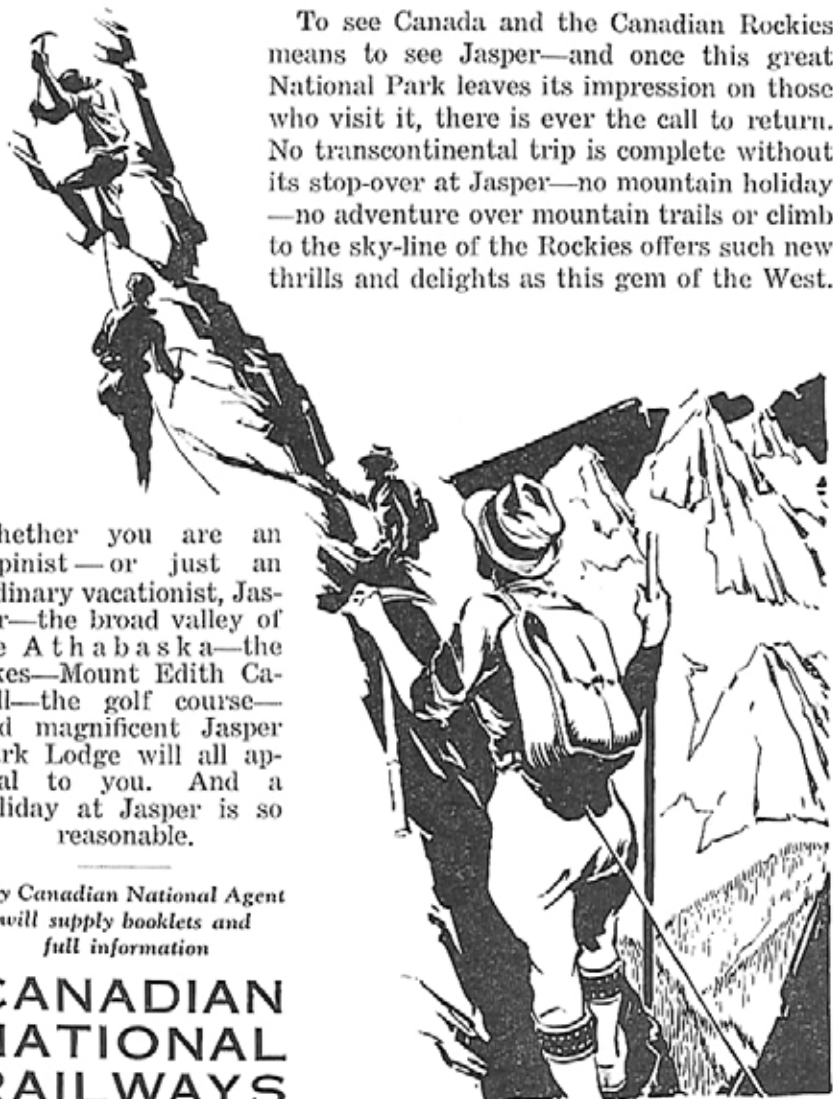 To see Canada and the Canadian Rockies
means to see Jasper—and once this great
National Park leaves its impression on those
who visit it, there is ever the call to return.
No transcontinental trip is complete without
its stop-over at Jasper—no mountain holiday
—no adventure over mountain trails or climb
to the sky-line of the Rockies offers such new
thrills and delights as this gem of the West.
hether you are an
pinist—or just an
dinary vacationist, Jas-
r—the broad valley of
e Athabaska—the
kes—Mount Edith Ca-
ll—the golf course—
d magnificent Jasper
rk Lodge will all ap-
al to you. And a
liday at Jasper is so
reasonable.
y Canadian National Agent
will supply booklets and
full information
CANADIAN
NATIONAL
RAILWAYS